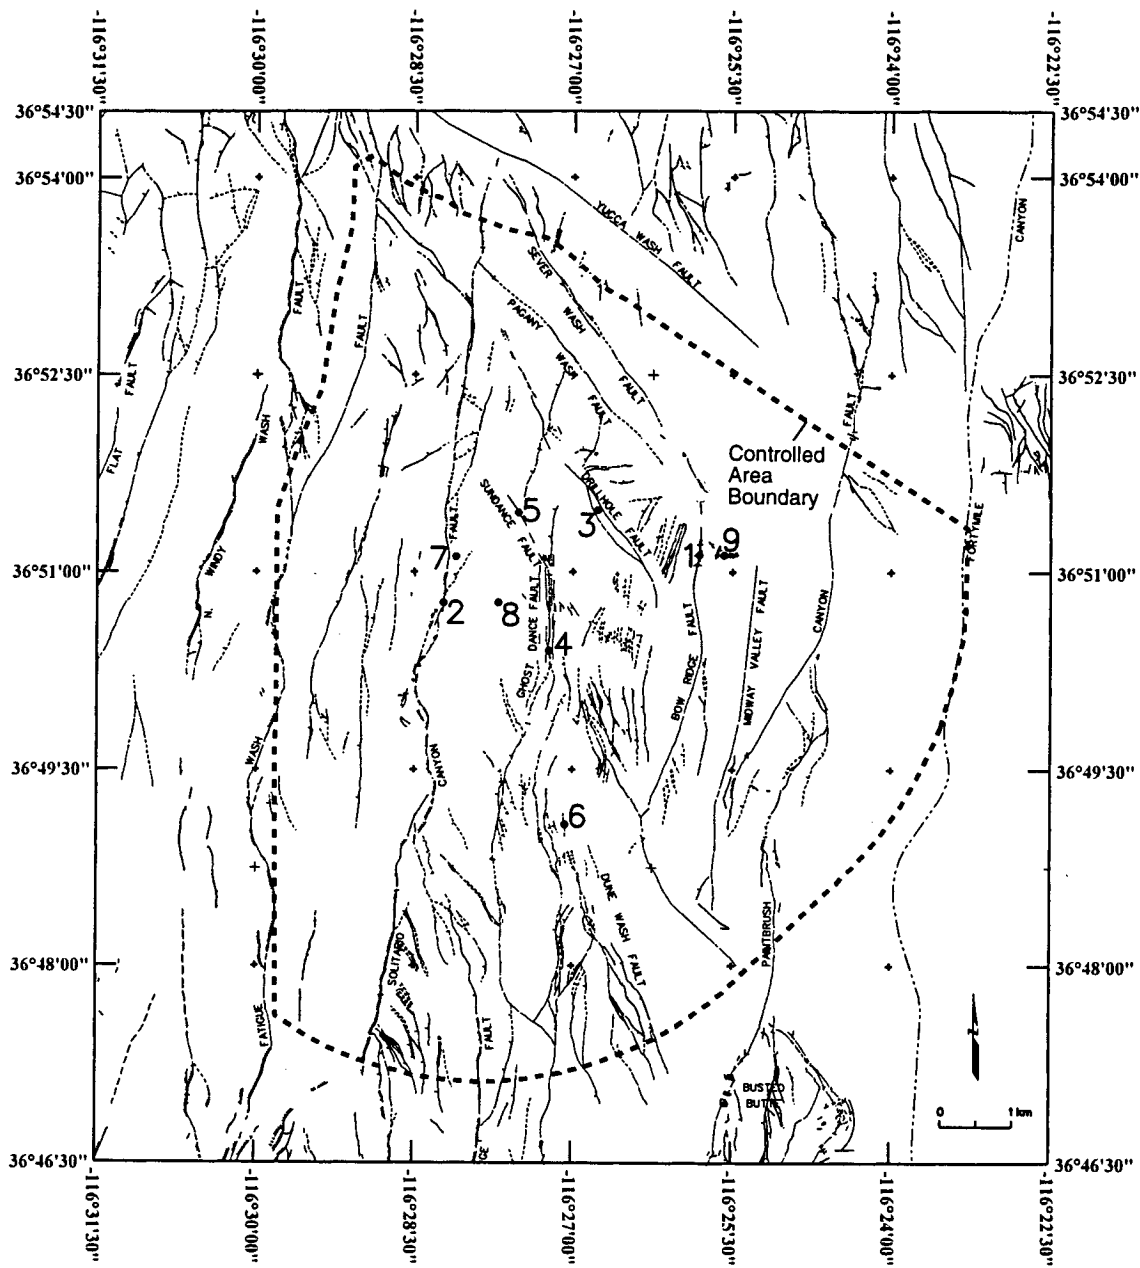 -116°31'30"
-116°30'00"
-116°28'30"
-116°27'00"
-116°25'30"
-116°24'00"
-116°22'30"
36°54'30"
36°54'30"
36°54'00"
36°54'00"
YUCCA WASH FAULT
CANYON
SEVER WASH FAULT
FAULT
PAGANY WASH FAULT
FAULT
36°52'30"
36°52'30"
FAULT
FLAT
WASH
FAULT
Controlled
Area
Boundary
SUNDANCE FAULT
DRILLHOLE FAULT
5
3
FAULT
FORTYMILE
7
1
9
WINDY
N.
36°51'00"
36°51'00"
2
8
GHOST DANCE FAULT
4
BOW RIDGE FAULT
MIDWAY VALLEY FAULT
CANYON
WASH
CANYON
36°49'30"
36°49'30"
6
DUNE WASH FAULT
PAINTBRUSH
SOLITARIO
36°48'00"
36°48'00"
FATIGUE
FAULT
N
BUSTED
BUTTE
0 1 km
36°46'30"
36°46'30"
-116°31'30"
-116°30'00"
-116°28'30"
-116°27'00"
-116°25'30"
-116°24'00"
-116°22'30"